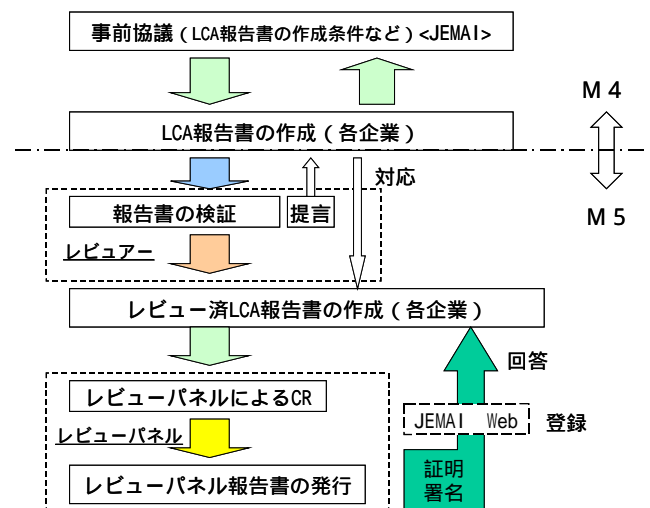 事前協議(LCA報告書の作成条件など)<JEMAI>
M4
LCA報告書の作成(各企業)
対応
M5
報告書の検証
提言
レビュアー
レビュー済LCA報告書の作成(各企業)
回答
レビューパネルによるCR
JEMAI Web
登録
レビューパネル
証明
署名
レビューパネル報告書の発行